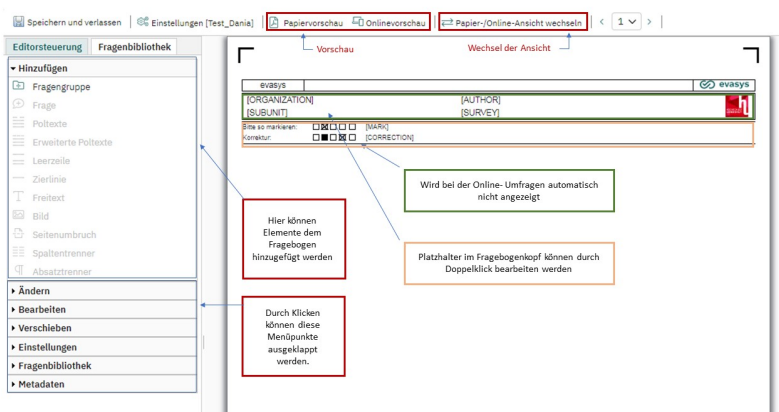 Speichern und verlassen
Einstellungen [Test_Dania]
Papiervorschau
Onlinevorschau
Papier-/Online-Ansicht wechseln
1
Vorschau
Wechsel der Ansicht
Editorsteuerung
Fragenbibliothek
Hinzufügen
Fragengruppe
Frage
Poltexte
Erweiterte Poltexte
Leerzeile
Zierlinie
Freitext
Bild
Seitenumbruch
Spaltentrenner
Absatztrenner
Ändern
Bearbeiten
Verschieben
Einstellungen
Fragenbibliothek
Metadaten
evasys
evasys
[ORGANIZATION]
[AUTHOR]
[SUBUNIT]
[SURVEY]
Bitte so markieren:
[MARK]
Korrektur:
[CORRECTION]
Wird bei der Online- Umfragen automatisch
nicht angezeigt
Hier können
Elemente dem
Fragebogen
hinzugefügt werden
Platzhalter im Fragebogenkopf können durch
Doppelklick bearbeiten werden
Durch Klicken
können diese
Menüpunkte
ausgeklappt
werden.